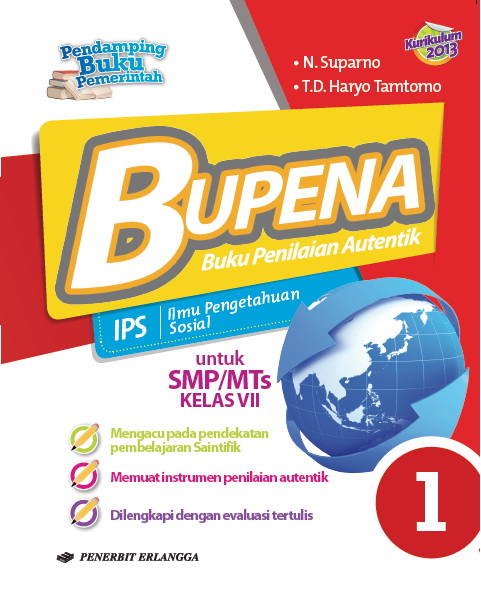 Pendamping
Buku
Pemerintah
Kurikulum
2013
• N. Suparno
• T.D. Haryo Tamtomo
BUPENA
Buku Penilaian Autentik
IPS
Ilmu Pengetahuan
Sosial
untuk
SMP/MTs
KELAS VII
Mengacu pada pendekatan
pembelajaran Saintifik
Memuat instrumen penilaian autentik
Dilengkapi dengan evaluasi tertulis
1
PENERBIT ERLANGGA